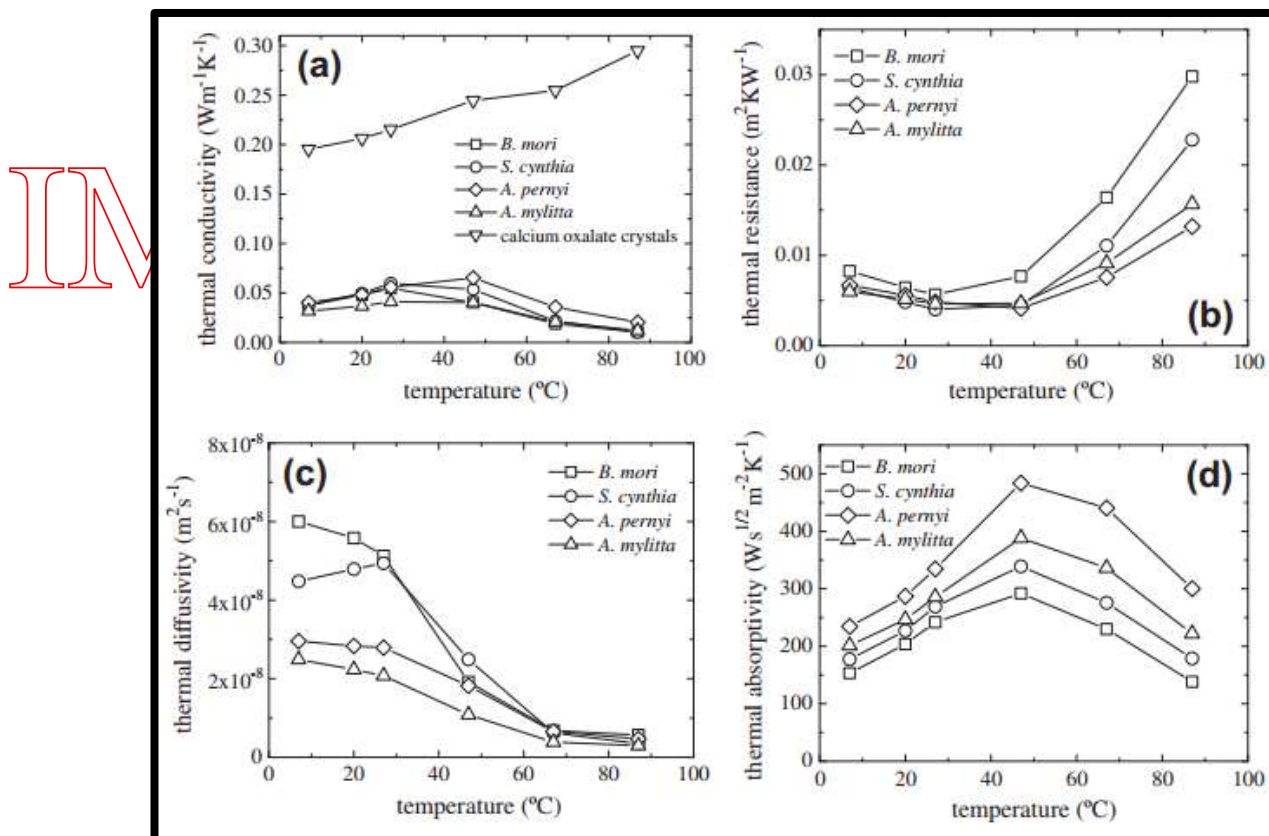 IM
(a)
thermal conductivity (Wm⁻¹K⁻¹)
0.30
0.25
0.20
0.15
0.10
0.05
0.00
B. mori
S. cynthia
A. pernyi
A. mylitta
calcium oxalate crystals
0 20 40 60 80 100
temperature (ºC)
(b)
thermal resistance (m²KW⁻¹)
0.03
0.02
0.01
0.00
B. mori
S. cynthia
A. pernyi
A. mylitta
0 20 40 60 80 100
temperature (ºC)
(c)
thermal diffusivity (m²s⁻¹)
8x10⁻⁸
6x10⁻⁸
4x10⁻⁸
2x10⁻⁸
0
B. mori
S. cynthia
A. pernyi
A. mylitta
0 20 40 60 80 100
temperature (ºC)
(d)
thermal absorptivity (Ws¹ᐟ² m⁻²K⁻¹)
500
400
300
200
100
0
B. mori
S. cynthia
A. pernyi
A. mylitta
0 20 40 60 80 100
temperature (ºC)